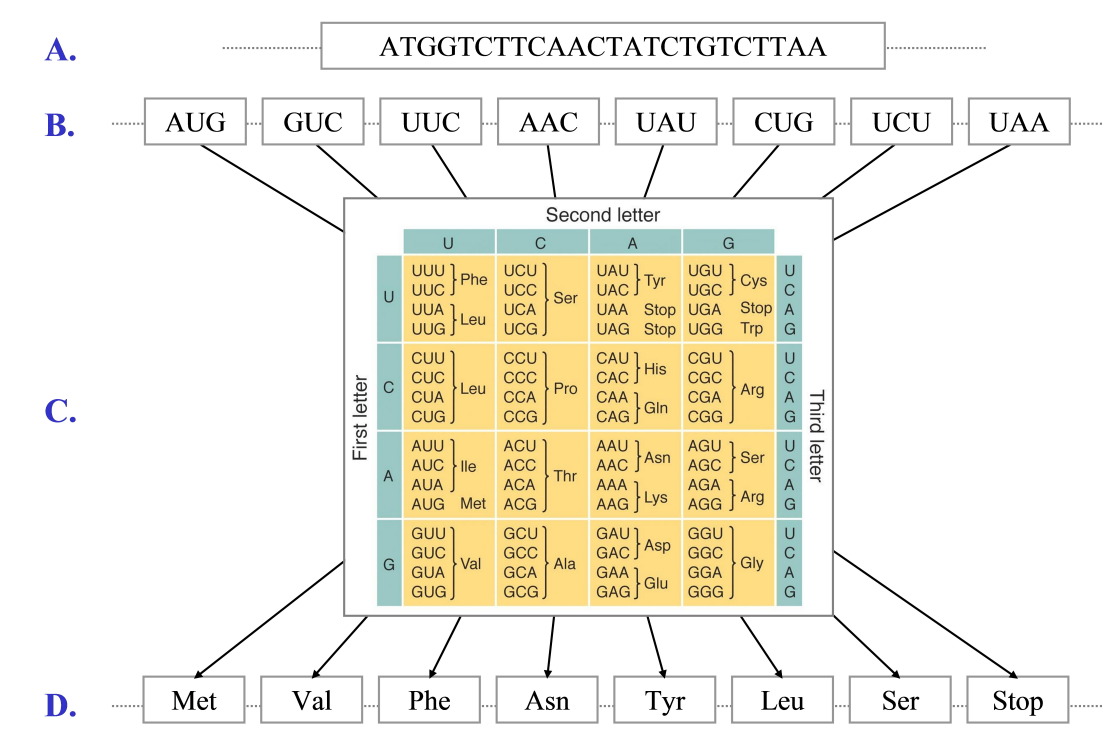 A. ATGGTCTTCAACTATCTGTCTTAA
B. AUG GUC UUC AAC UAU CUG UCU UAA
Second letter
U C A G
C.
First letter
U
UUU UUC Phe
UUA UUG Leu
UCU UCC UCA UCG Ser
UAU UAC Tyr
UAA Stop
UAG Stop
UGU UGC Cys
UGA Stop
UGG Trp
U C A G
C
CUU CUC CUA CUG Leu
CCU CCC CCA CCG Pro
CAU CAC His
CAA CAG Gln
CGU CGC CGA CGG Arg
U C A G
A
AUU AUC AUA Ile
AUG Met
ACU ACC ACA ACG Thr
AAU AAC Asn
AAA AAG Lys
AGU AGC Ser
AGA AGG Arg
U C A G
G
GUU GUC GUA GUG Val
GCU GCC GCA GCG Ala
GAU GAC Asp
GAA GAG Glu
GGU GGC GGA GGG Gly
U C A G
Third letter
D. Met Val Phe Asn Tyr Leu Ser Stop